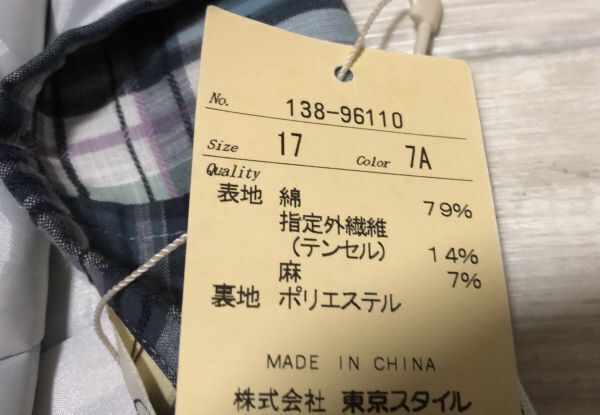 No. 138-96110
Size 17 Color 7A
Quality
表地 綿 79%
指定外繊維
(テンセル) 14%
麻 7%
裏地 ポリエステル
MADE IN CHINA
株式会社 東京スタイル